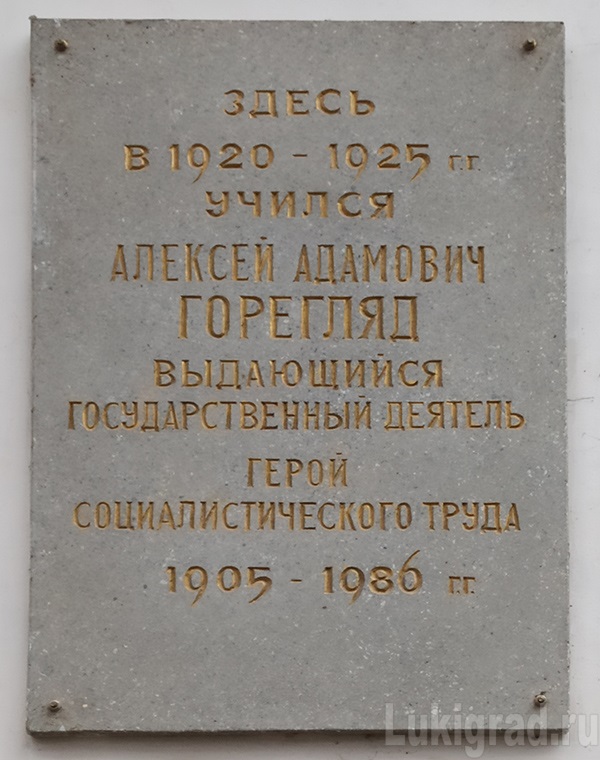 ЗДЕСЬ
В 1920 - 1925 г.г.
УЧИЛСЯ
АЛЕКСЕЙ АДАМОВИЧ
ГОРЕГЛЯД
ВЫДАЮЩИЙСЯ
ГОСУДАРСТВЕННЫЙ ДЕЯТЕЛЬ
ГЕРОЙ
СОЦИАЛИСТИЧЕСКОГО ТРУДА
1905 - 1986 г.г.
Lukigrad.ru